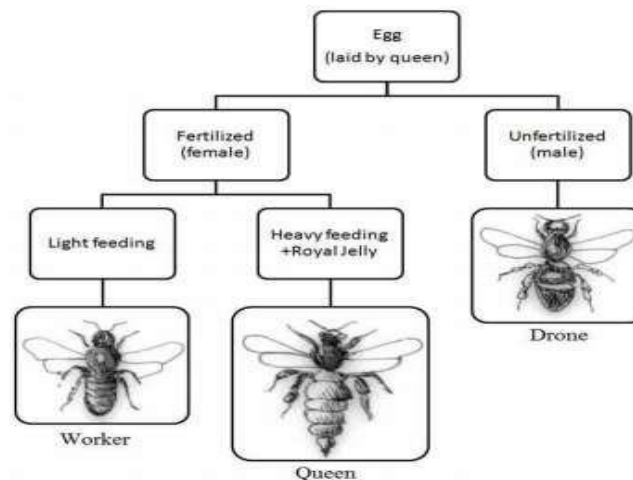 Egg
(laid by queen)
Fertilized
(female)
Unfertilized
(male)
Light feeding
Heavy feeding
+Royal Jelly
Drone
Worker
Queen